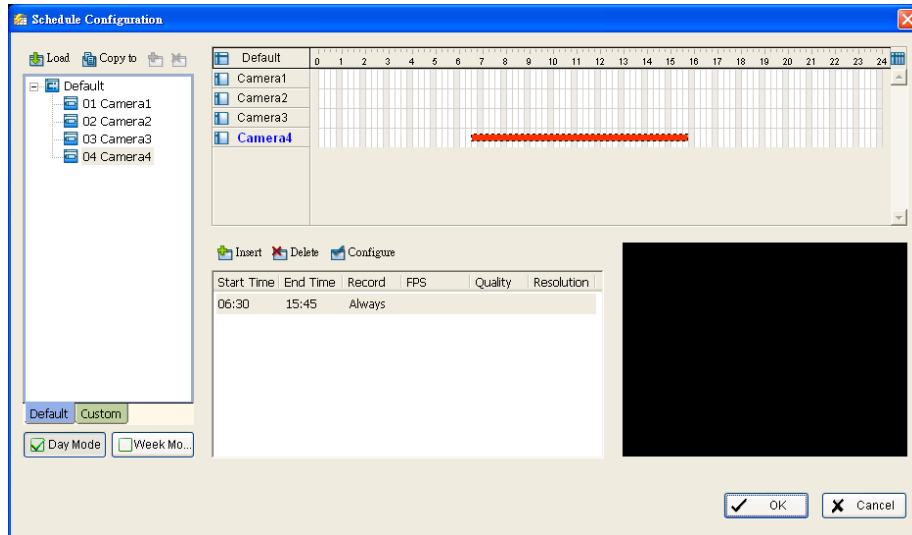 Schedule Configuration
Load Copy to
Default
01 Camera1
02 Camera2
03 Camera3
04 Camera4
Default Custom
Day Mode Week Mo...
Default 0 1 2 3 4 5 6 7 8 9 10 11 12 13 14 15 16 17 18 19 20 21 22 23 24
Camera1
Camera2
Camera3
Camera4
Insert Delete Configure
Start Time End Time Record FPS Quality Resolution
06:30 15:45 Always
OK Cancel